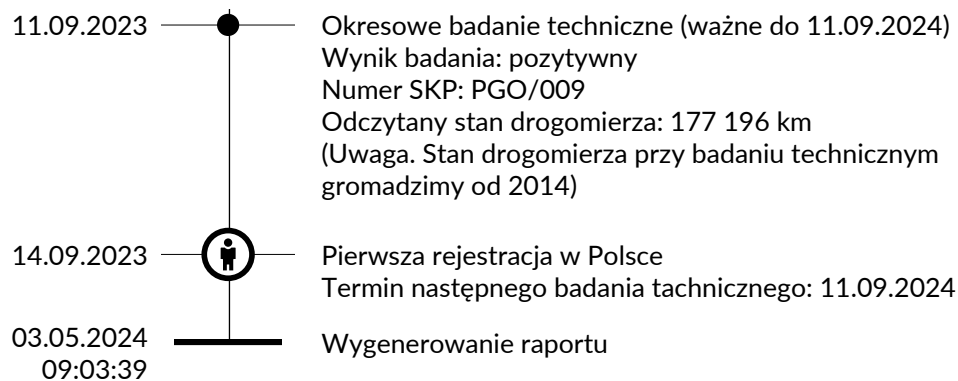 11.09.2023
Okresowe badanie techniczne (ważne do 11.09.2024)
Wynik badania: pozytywny
Numer SKP: PGO/009
Odczytany stan drogomierza: 177 196 km
(Uwaga. Stan drogomierza przy badaniu technicznym
gromadzimy od 2014)
14.09.2023
Pierwsza rejestracja w Polsce
Termin następnego badania tachnicznego: 11.09.2024
03.05.2024
09:03:39
Wygenerowanie raportu